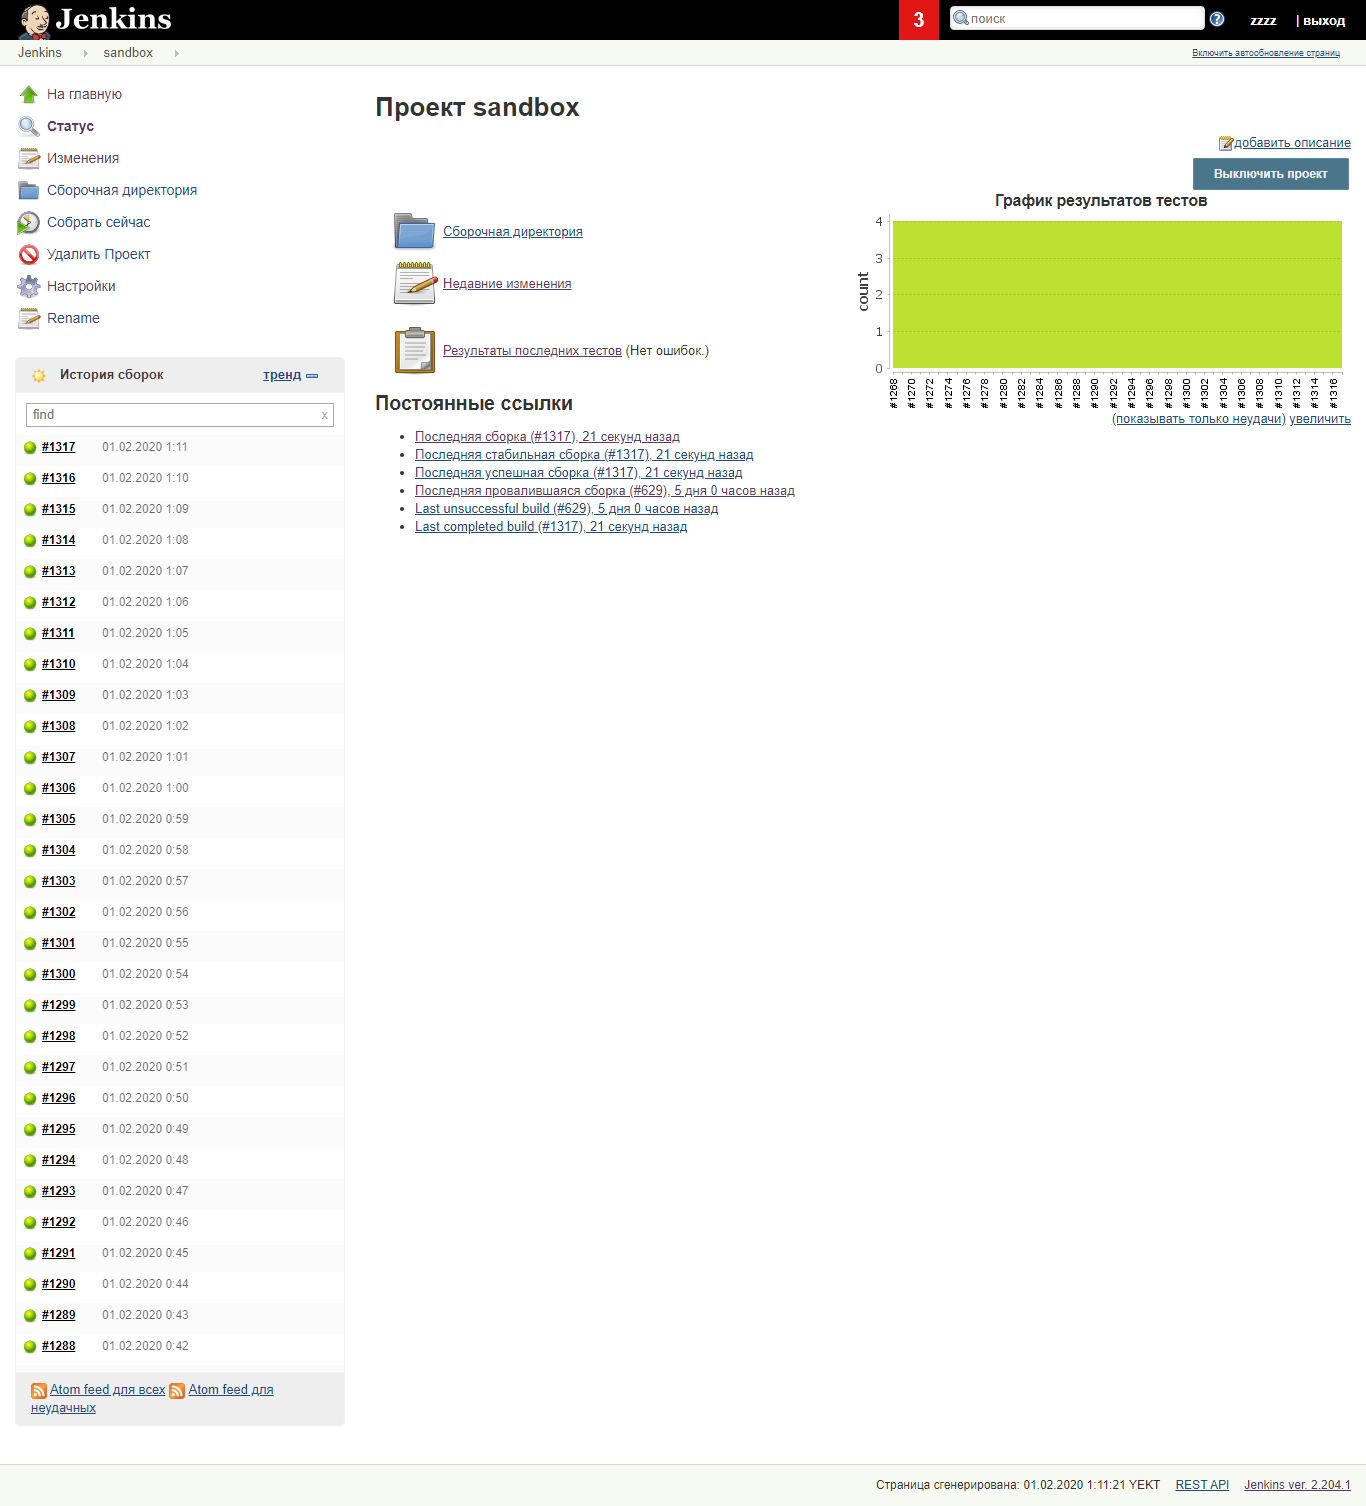 Jenkins
3
поиск
zzzz
| выход
Jenkins
sandbox
Включить автообновление страниц
На главную
Статус
Изменения
Сборочная директория
Собрать сейчас
Удалить Проект
Настройки
Rename
История сборок
тренд
find
x
#1317 01.02.2020 1:11
#1316 01.02.2020 1:10
#1315 01.02.2020 1:09
#1314 01.02.2020 1:08
#1313 01.02.2020 1:07
#1312 01.02.2020 1:06
#1311 01.02.2020 1:05
#1310 01.02.2020 1:04
#1309 01.02.2020 1:03
#1308 01.02.2020 1:02
#1307 01.02.2020 1:01
#1306 01.02.2020 1:00
#1305 01.02.2020 0:59
#1304 01.02.2020 0:58
#1303 01.02.2020 0:57
#1302 01.02.2020 0:56
#1301 01.02.2020 0:55
#1300 01.02.2020 0:54
#1299 01.02.2020 0:53
#1298 01.02.2020 0:52
#1297 01.02.2020 0:51
#1296 01.02.2020 0:50
#1295 01.02.2020 0:49
#1294 01.02.2020 0:48
#1293 01.02.2020 0:47
#1292 01.02.2020 0:46
#1291 01.02.2020 0:45
#1290 01.02.2020 0:44
#1289 01.02.2020 0:43
#1288 01.02.2020 0:42
Atom feed для всех Atom feed для
неудачных
Проект sandbox
добавить описание
Выключить проект
Сборочная директория
Недавние изменения
Результаты последних тестов (Нет ошибок.)
График результатов тестов
count
4
3
2
1
0
#1268
#1270
#1272
#1274
#1276
#1278
#1280
#1282
#1284
#1286
#1288
#1290
#1292
#1294
#1296
#1298
#1300
#1302
#1304
#1306
#1308
#1310
#1312
#1314
#1316
(показывать только неудачи) увеличить
Постоянные ссылки
Последняя сборка (#1317), 21 секунд назад
Последняя стабильная сборка (#1317), 21 секунд назад
Последняя успешная сборка (#1317), 21 секунд назад
Последняя провалившаяся сборка (#629), 5 дня 0 часов назад
Last unsuccessful build (#629), 5 дня 0 часов назад
Last completed build (#1317), 21 секунд назад
Страница сгенерирована: 01.02.2020 1:11:21 YEKT
REST API
Jenkins ver. 2.204.1